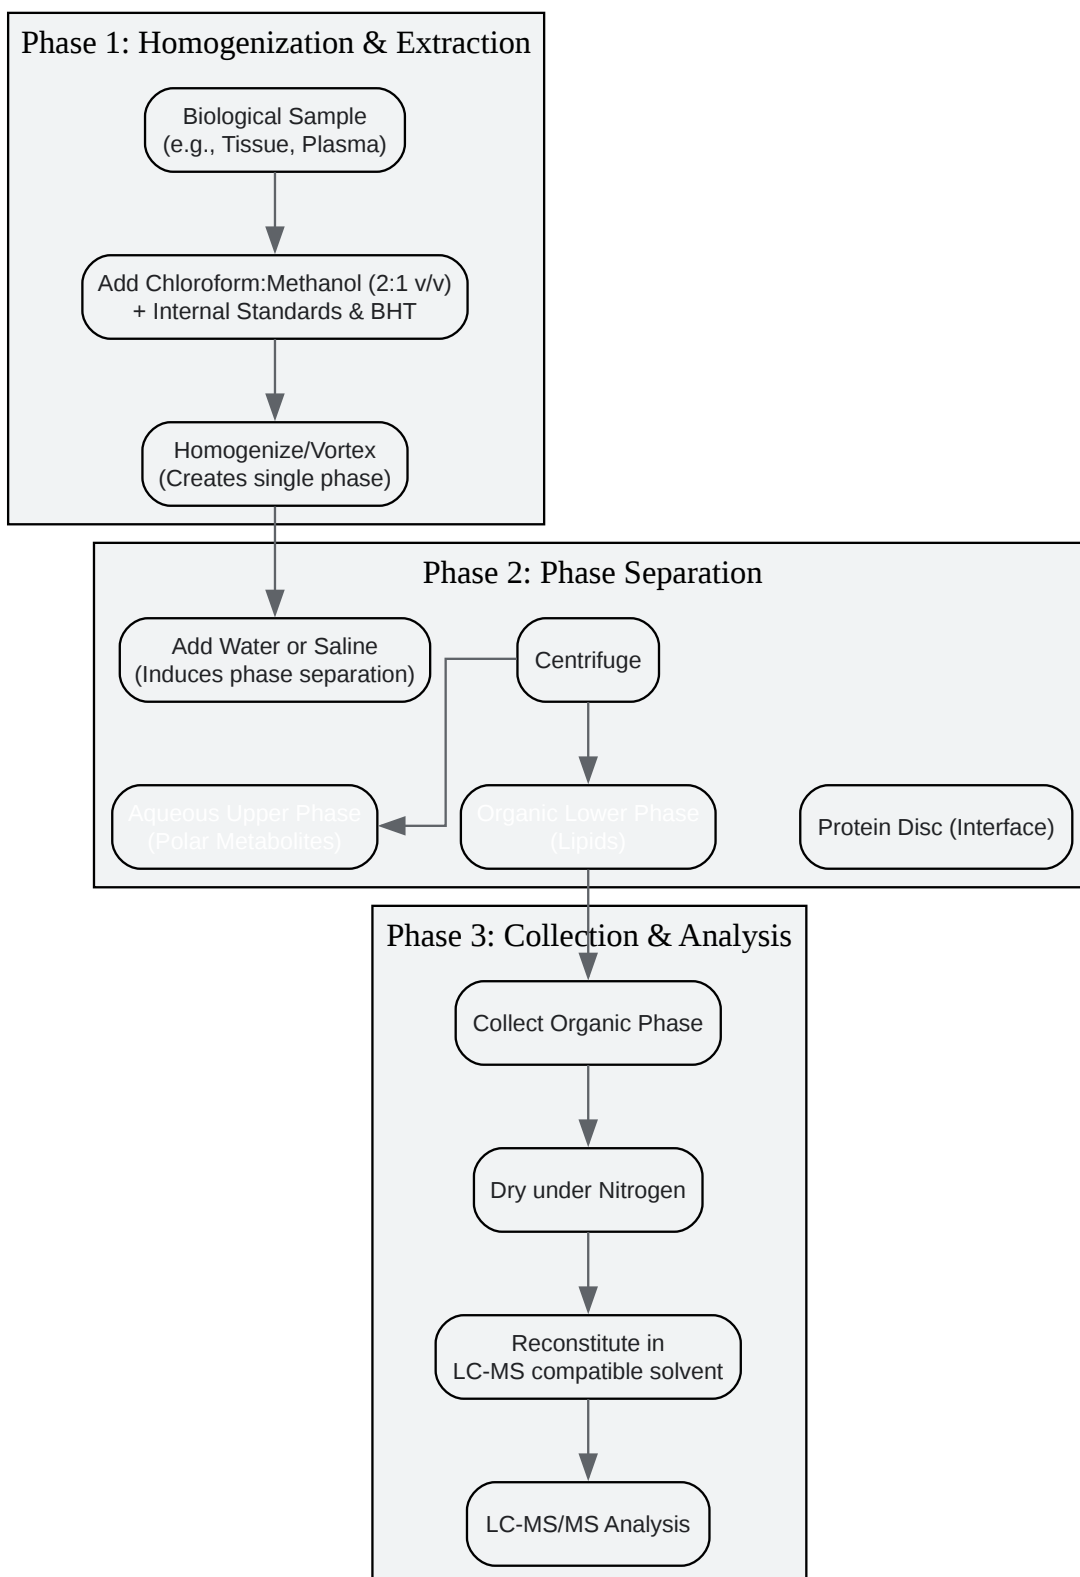 Phase 1: Homogenization & Extraction
Biological Sample
(e.g., Tissue, Plasma)
Add Chloroform:Methanol (2:1 v/v)
+ Internal Standards & BHT
Homogenize/Vortex
(Creates single phase)
Phase 2: Phase Separation
Add Water or Saline
(Induces phase separation)
Centrifuge
Aqueous Upper Phase
(Polar Metabolites)
Organic Lower Phase
(Lipids)
Protein Disc (Interface)
Phase 3: Collection & Analysis
Collect Organic Phase
Dry under Nitrogen
Reconstitute in
LC-MS compatible solvent
LC-MS/MS Analysis